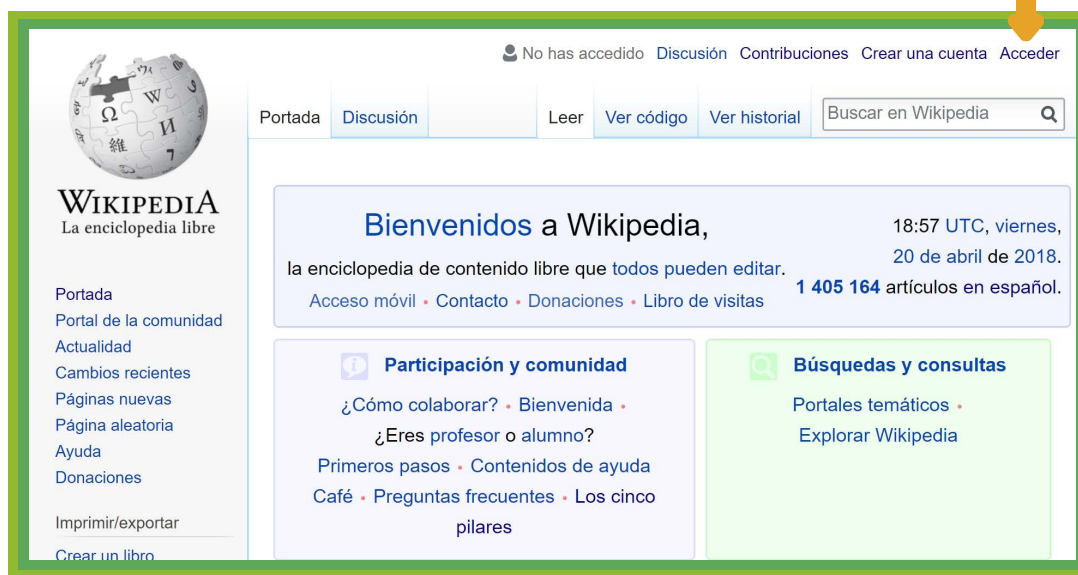 No has accedido Discusión Contribuciones Crear una cuenta Acceder
Portada Discusión Leer Ver código Ver historial Buscar en Wikipedia
WIKIPEDIA
La enciclopedia libre
Portada
Portal de la comunidad
Actualidad
Cambios recientes
Páginas nuevas
Página aleatoria
Ayuda
Donaciones
Imprimir/exportar
Crear un libro
Bienvenidos a Wikipedia,
la enciclopedia de contenido libre que todos pueden editar.
Acceso móvil • Contacto • Donaciones • Libro de visitas
18:57 UTC, viernes,
20 de abril de 2018.
1 405 164 artículos en español.
Participación y comunidad
¿Cómo colaborar? • Bienvenida •
¿Eres profesor o alumno?
Primeros pasos • Contenidos de ayuda
Café • Preguntas frecuentes • Los cinco
pilares
Búsquedas y consultas
Portales temáticos •
Explorar Wikipedia